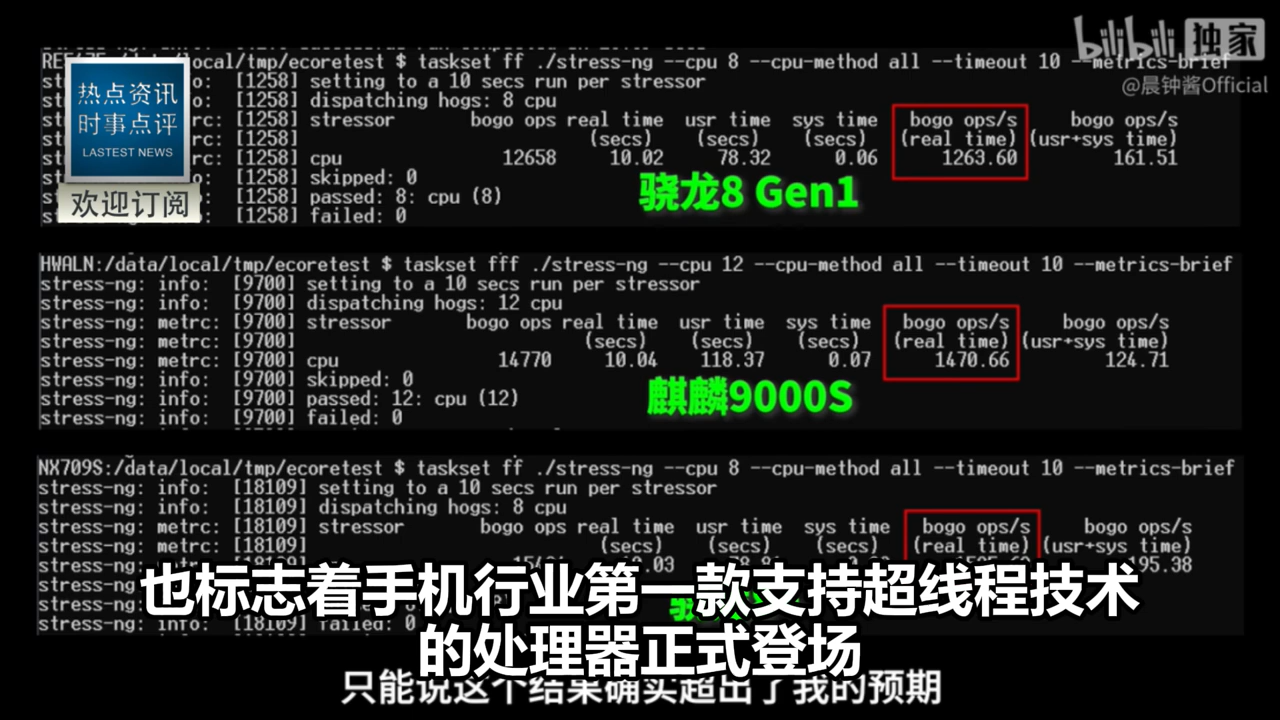 bilibili 独家
@晨钟酱Official
热点资讯
时事点评
LASTEST NEWS
欢迎订阅
/local/tmp/ecoretest $ taskset ff ./stress-ng --cpu 8 --cpu-method all --timeout 10 --metrics-brief
[1258] setting to a 10 secs run per stressor
[1258] dispatching hogs: 8 cpu
[1258] stressor bogo ops real time usr time sys time bogo ops/s bogo ops/s
[1258] (secs) (secs) (secs) (real time) (usr+sys time)
[1258] cpu 12658 10.02 78.32 0.06 1263.60 161.51
[1258] skipped: 0
[1258] passed: 8: cpu (8)
[1258] failed: 0
骁龙8 Gen1
HWALN:/data/local/tmp/ecoretest $ taskset fff ./stress-ng --cpu 12 --cpu-method all --timeout 10 --metrics-brief
stress-ng: info: [9700] setting to a 10 secs run per stressor
stress-ng: info: [9700] dispatching hogs: 12 cpu
stress-ng: metrc: [9700] stressor bogo ops real time usr time sys time bogo ops/s bogo ops/s
stress-ng: metrc: [9700] (secs) (secs) (secs) (real time) (usr+sys time)
stress-ng: metrc: [9700] cpu 14770 10.04 118.37 0.07 1470.66 124.71
stress-ng: info: [9700] skipped: 0
stress-ng: info: [9700] passed: 12: cpu (12)
stress-ng: info: [9700] failed: 0
麒麟9000S
NX709S:/data/local/tmp/ecoretest $ taskset ff ./stress-ng --cpu 8 --cpu-method all --timeout 10 --metrics-brief
stress-ng: info: [18109] setting to a 10 secs run per stressor
stress-ng: info: [18109] dispatching hogs: 8 cpu
stress-ng: metrc: [18109] stressor bogo ops real time usr time sys time bogo ops/s bogo ops/s
stress-ng: metrc: [18109] (secs) (secs) (secs) (real time) (usr+sys time)
stress-ng:
stress-ng:
stress-ng:
stress-ng: failed: 0
也标志着手机行业第一款支持超线程技术
的处理器正式登场
只能说这个结果确实超出了我的预期